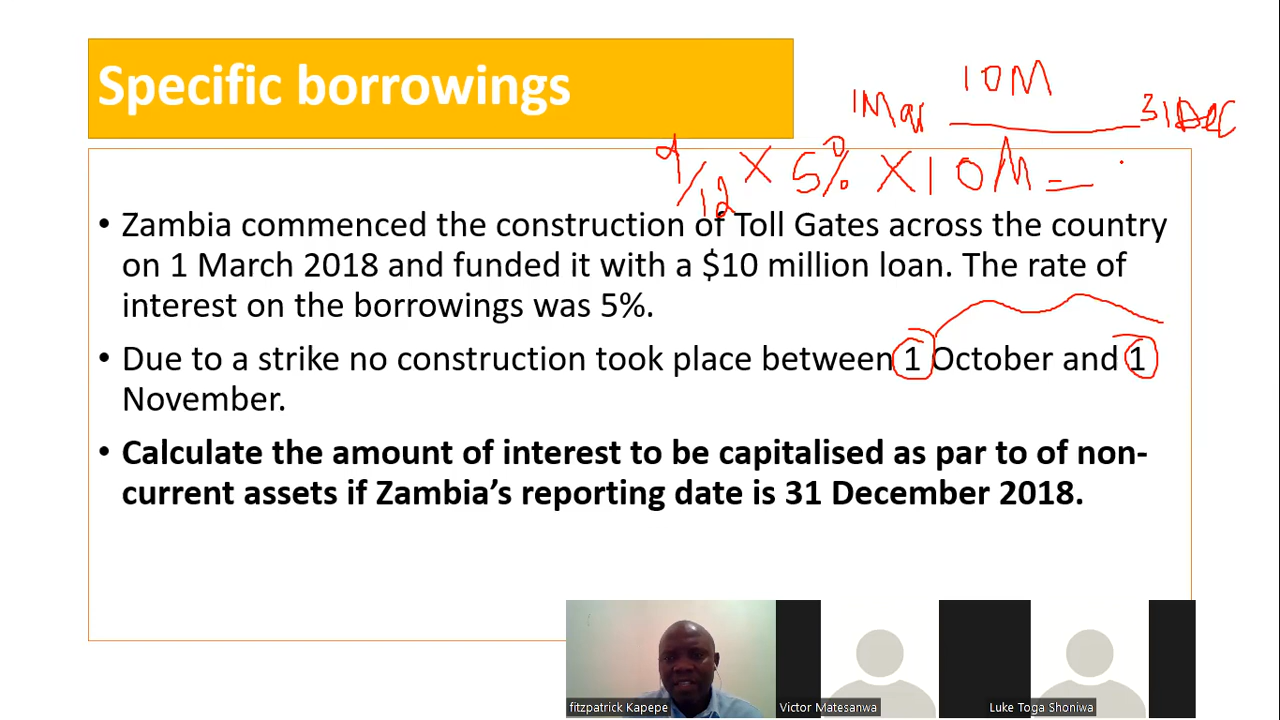 Specific borrowings
10M
1 Mar 31 Dec
9/12 × 5% × 10M =
• Zambia commenced the construction of Toll Gates across the country
on 1 March 2018 and funded it with a $10 million loan. The rate of
interest on the borrowings was 5%.
• Due to a strike no construction took place between 1 October and 1
November.
• Calculate the amount of interest to be capitalised as par to of non-
current assets if Zambia's reporting date is 31 December 2018.
fitzpatrick Kapepe
Victor Matesanwa
Luke Toga Shoniwa